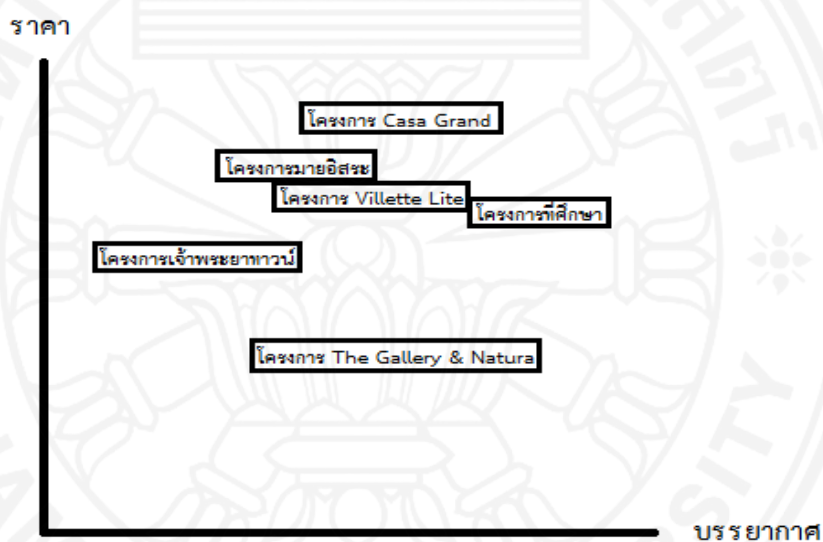 ราคา
โครงการ Casa Grand
โครงการมายอิสระ
โครงการ Villette Lite
โครงการที่ศึกษา
โครงการเจ้าพระยาทาวน์
โครงการ The Gallery & Natura
บรรยากาศ